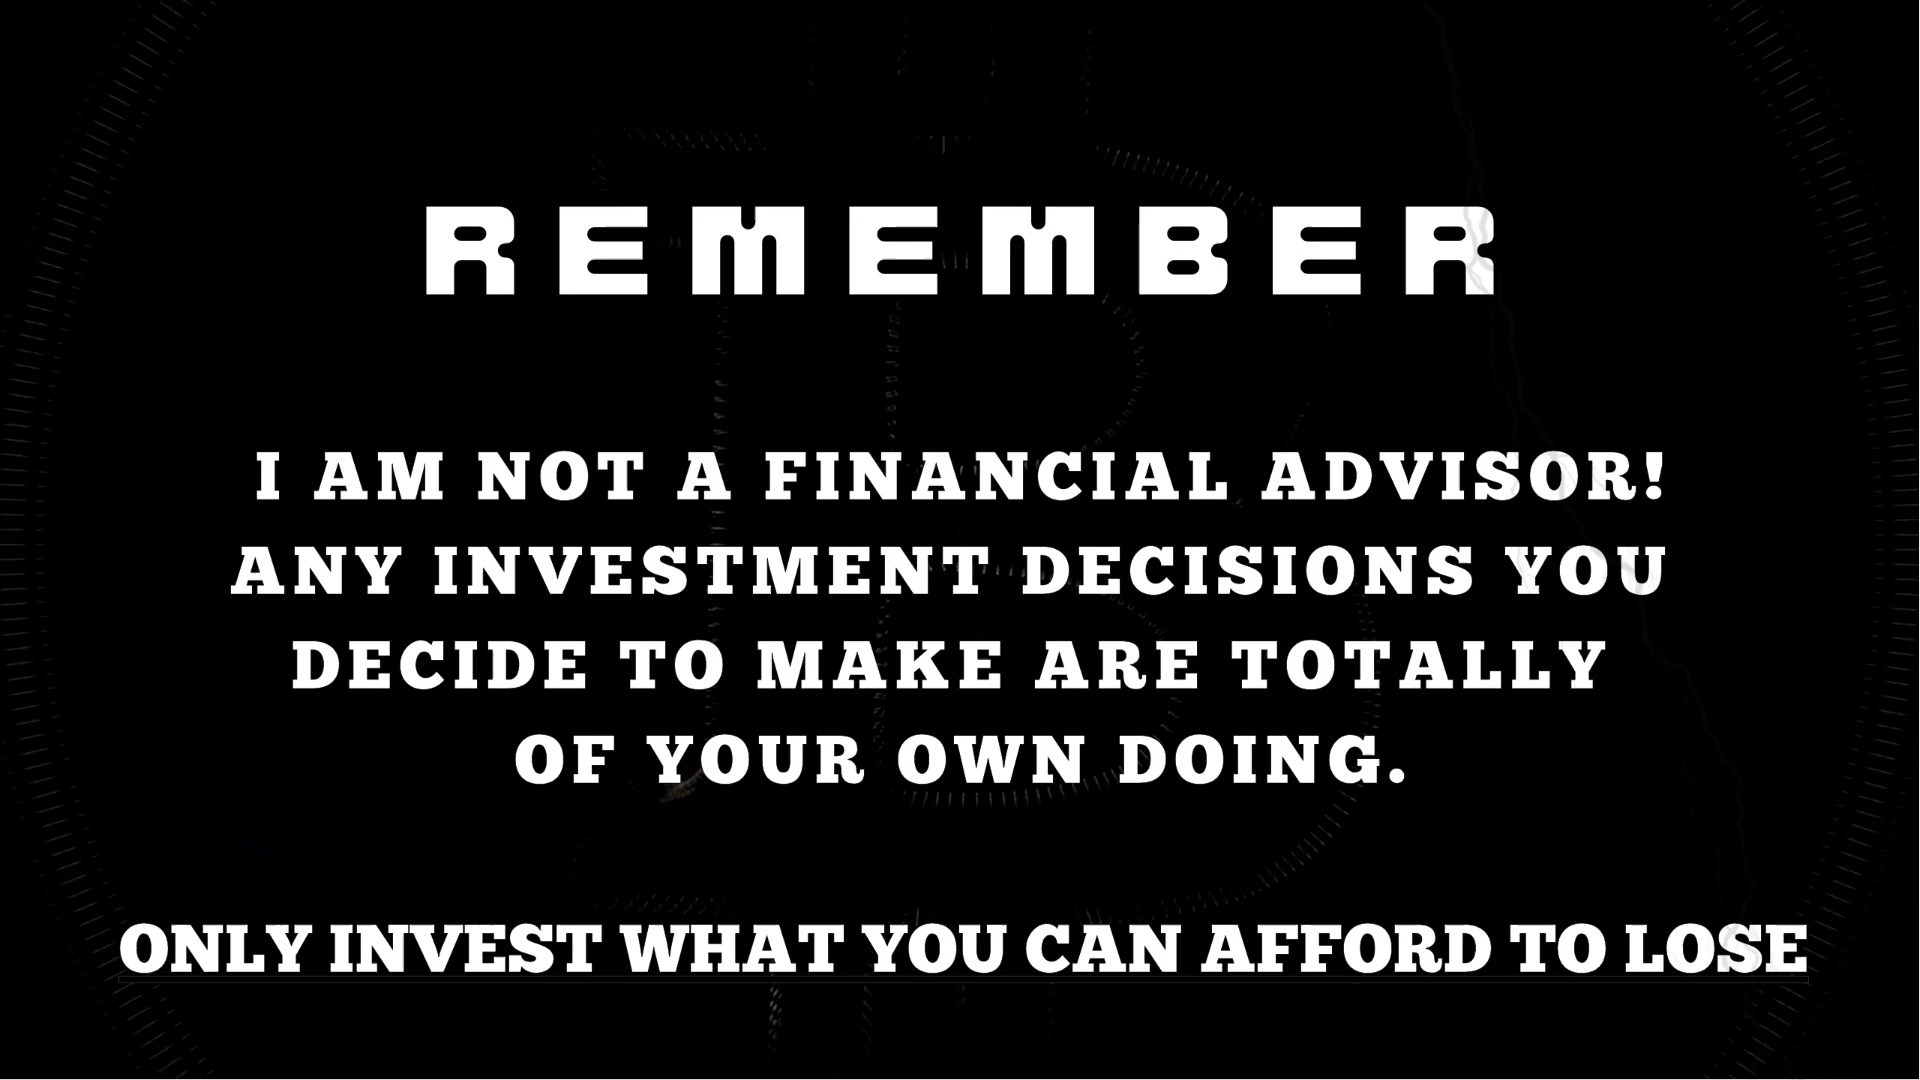 REMEMBER
I AM NOT A FINANCIAL ADVISOR!
ANY INVESTMENT DECISIONS YOU
DECIDE TO MAKE ARE TOTALLY
OF YOUR OWN DOING.
ONLY INVEST WHAT YOU CAN AFFORD TO LOSE